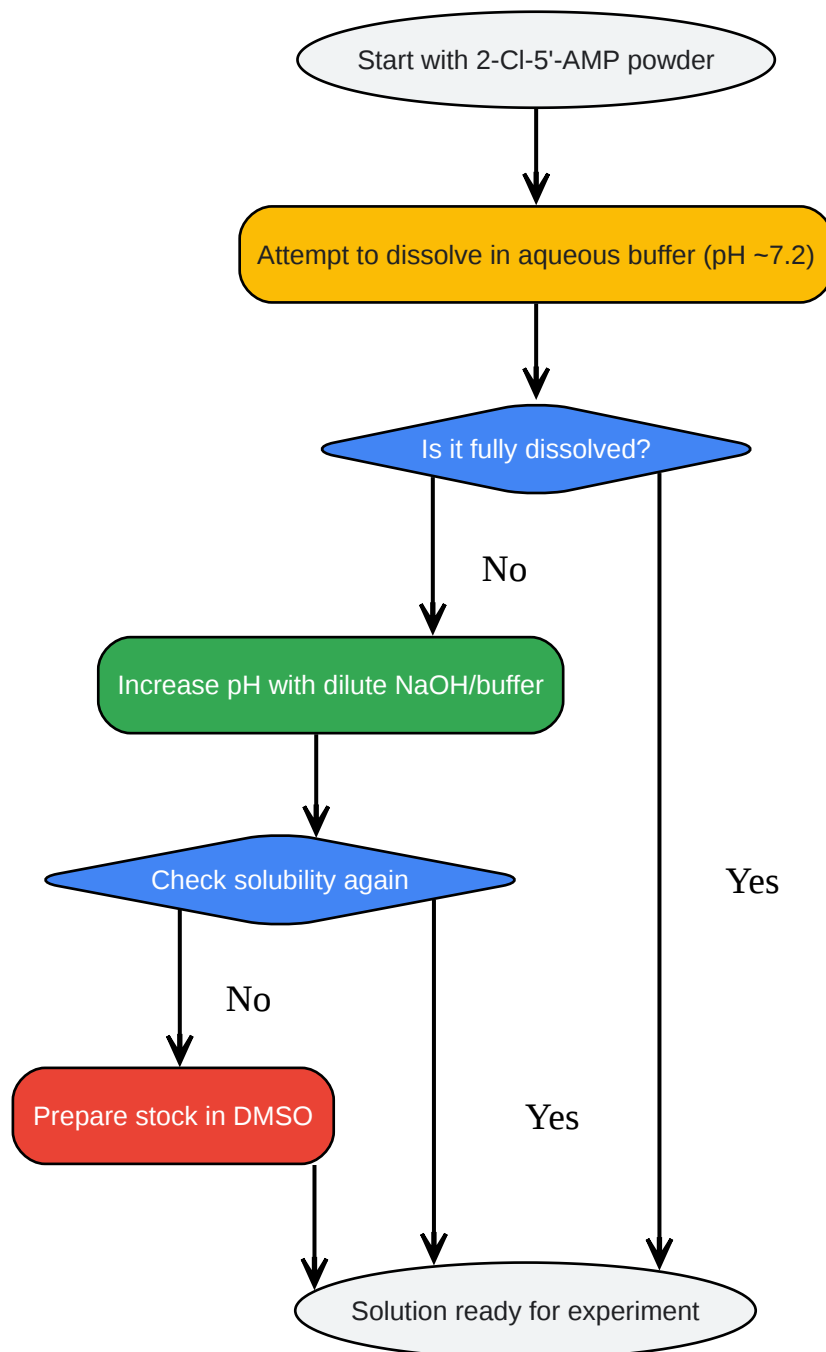 Start with 2-Cl-5'-AMP powder
Attempt to dissolve in aqueous buffer (pH ~7.2)
Is it fully dissolved?
No
Increase pH with dilute NaOH/buffer
Check solubility again
Yes
No
Prepare stock in DMSO
Yes
Solution ready for experiment